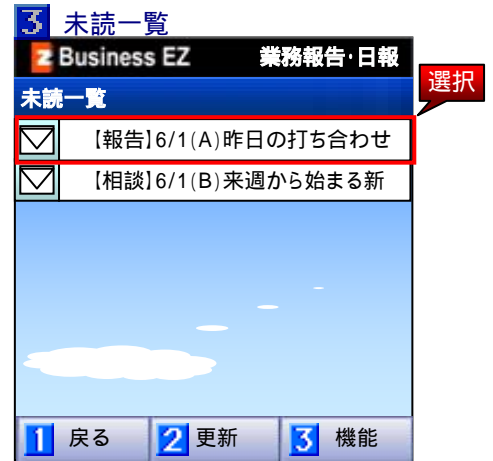 3 未読一覧
Business EZ 業務報告・日報
選択
未読一覧
【報告】6/1(A)昨日の打ち合わせ
【相談】6/1(B)来週から始まる新
1 戻る 2 更新 3 機能